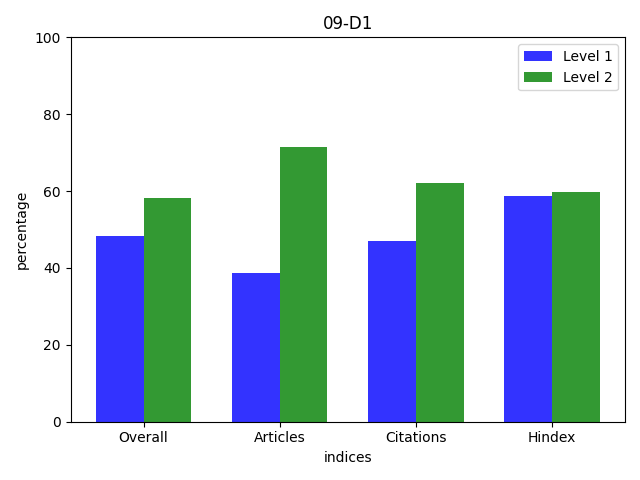 09-D1
100
80
60
40
20
0
percentage
Level 1
Level 2
Overall Articles Citations Hindex
indices